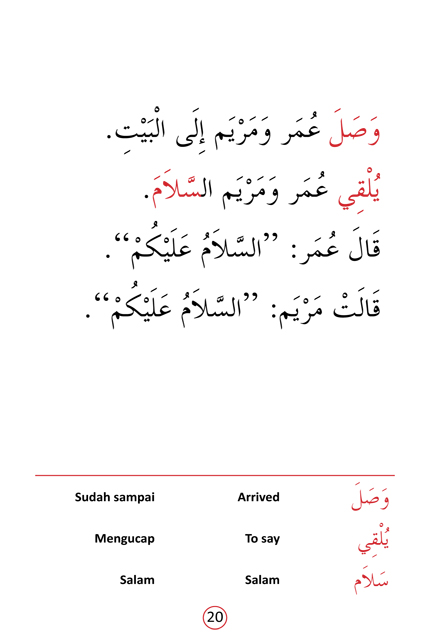 وَصَلَ عُمَر وَمَرْيَم إِلَى الْبَيْتِ.
يُلْقِي عُمَر وَمَرْيَم السَّلاَمَ.
قَالَ عُمَر: ”السَّلاَمُ عَلَيْكُمْ“.
قَالَتْ مَرْيَم: ”السَّلاَمُ عَلَيْكُمْ“.
Sudah sampai Arrived وَصَلَ
Mengucap To say يُلْقِي
Salam Salam سَلاَم
20